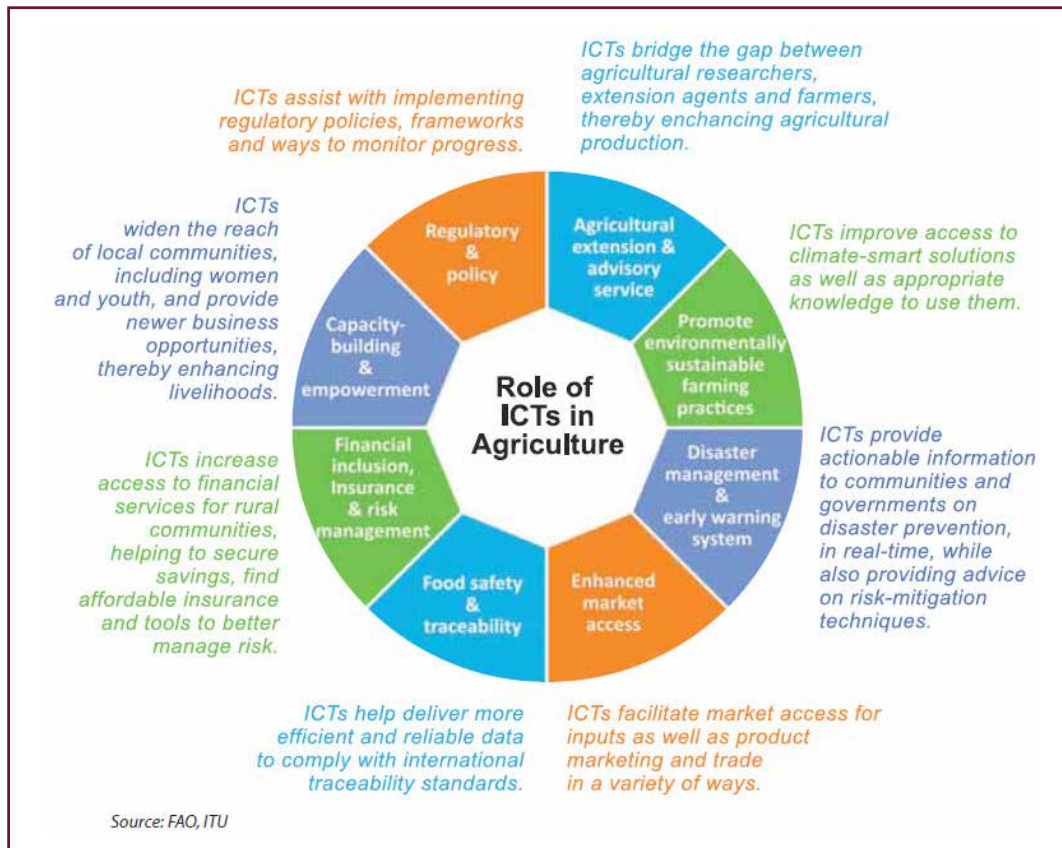 ICTs assist with implementing
regulatory policies, frameworks
and ways to monitor progress.
ICTs bridge the gap between
agricultural researchers,
extension agents and farmers,
thereby enchancing agricultural
production.
ICTs
widen the reach
of local communities,
including women
and youth, and provide
newer business
opportunities,
thereby enhancing
livelihoods.
ICTs improve access to
climate-smart solutions
as well as appropriate
knowledge to use them.
Regulatory
&
policy
Agricultural
extension &
advisory
service
Capacity-
building
&
empowerment
Promote
environmentally
sustainable
farming
practices
Role of
ICTs in
Agriculture
Financial
inclusion,
Insurance
& risk
management
Disaster
management
&
early warning
system
Food safety
&
traceability
Enhanced
market
access
ICTs increase
access to financial
services for rural
communities,
helping to secure
savings, find
affordable insurance
and tools to better
manage risk.
ICTs provide
actionable information
to communities and
governments on
disaster prevention,
in real-time, while
also providing advice
on risk-mitigation
techniques.
ICTs help deliver more
efficient and reliable data
to comply with international
traceability standards.
ICTs facilitate market access for
inputs as well as product
marketing and trade
in a variety of ways.
Source: FAO, ITU